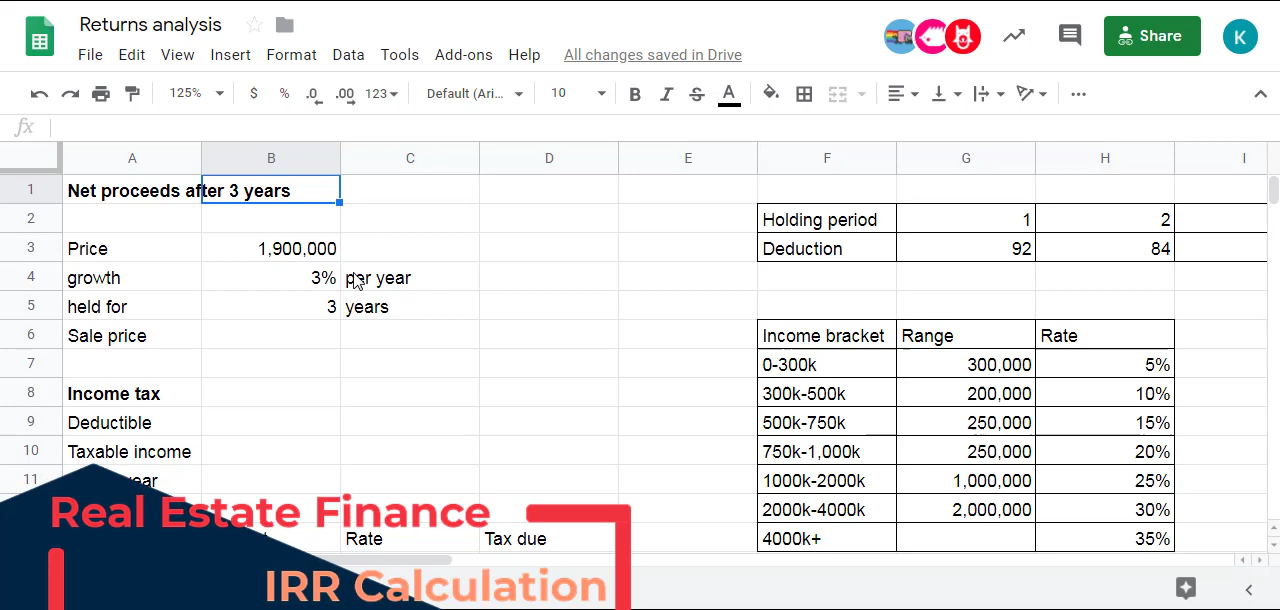 Returns analysis
File Edit View Insert Format Data Tools Add-ons Help All changes saved in Drive
Share
K
125% $ % .0 .00 123 Default (Ari... 10 B I S A
fx
A B C D E F G H I
1 Net proceeds after 3 years
2 Holding period 1 2
3 Price 1,900,000 Deduction 92 84
4 growth 3% per year
5 held for 3 years
6 Sale price Income bracket Range Rate
7 0-300k 300,000 5%
8 Income tax 300k-500k 200,000 10%
9 Deductible 500k-750k 250,000 15%
10 Taxable income 750k-1,000k 250,000 20%
11 1000k-2000k 1,000,000 25%
2000k-4000k 2,000,000 30%
Rate Tax due 4000k+ 35%
Real Estate Finance
IRR Calculation